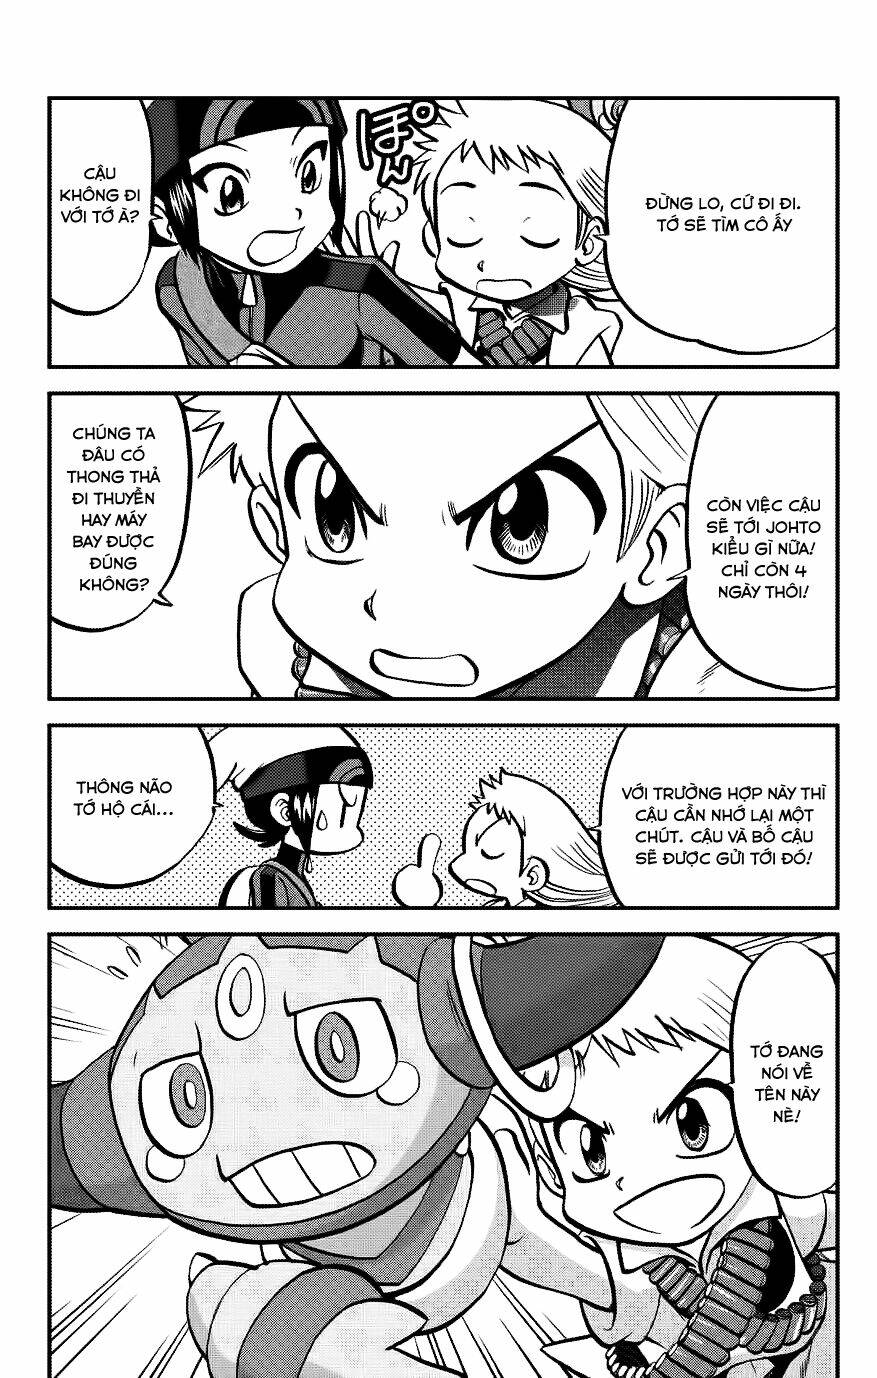 CẬU
KHÔNG ĐI
VỚI TỚ À?
ぽん
ĐỪNG LO, CỨ ĐI ĐI.
TỚ SẼ TÌM CÔ ẤY
CHÚNG TA
ĐÂU CÓ
THONG THẢ
ĐI THUYỀN
HAY MÁY
BAY ĐƯỢC
ĐÚNG
KHÔNG?
CÒN VIỆC CẬU
SẼ TỚI JOHTO
KIỂU GÌ NỮA!
CHỈ CÒN 4
NGÀY THÔI!
THÔNG NÃO
TỚ HỘ CÁI...
VỚI TRƯỜNG HỢP NÀY THÌ
CẬU CẦN NHỚ LẠI MỘT
CHÚT. CẬU VÀ BỐ CẬU
SẼ ĐƯỢC GỬI TỚI ĐÓ!
TỚ ĐANG
NÓI VỀ
TÊN NÀY
NÈ!